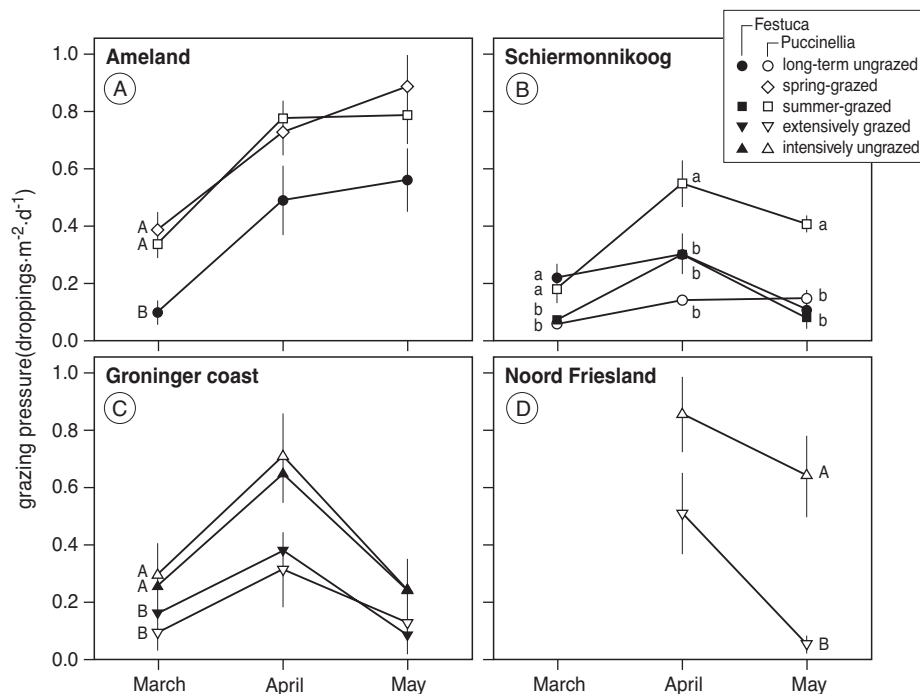 Festuca
Puccinellia
long-term ungrazed
spring-grazed
summer-grazed
extensively grazed
intensively ungrazed
grazing pressure(droppings·m-2·d-1)
1.0
0.8
0.6
0.4
0.2
0.0
Ameland
A
A
A
B
Schiermonnikoog
B
a
a
b
b
a
b
b
a
b
b
1.0
0.8
0.6
0.4
0.2
0.0
Groninger coast
C
A
A
B
B
Noord Friesland
D
A
B
March April May March April May